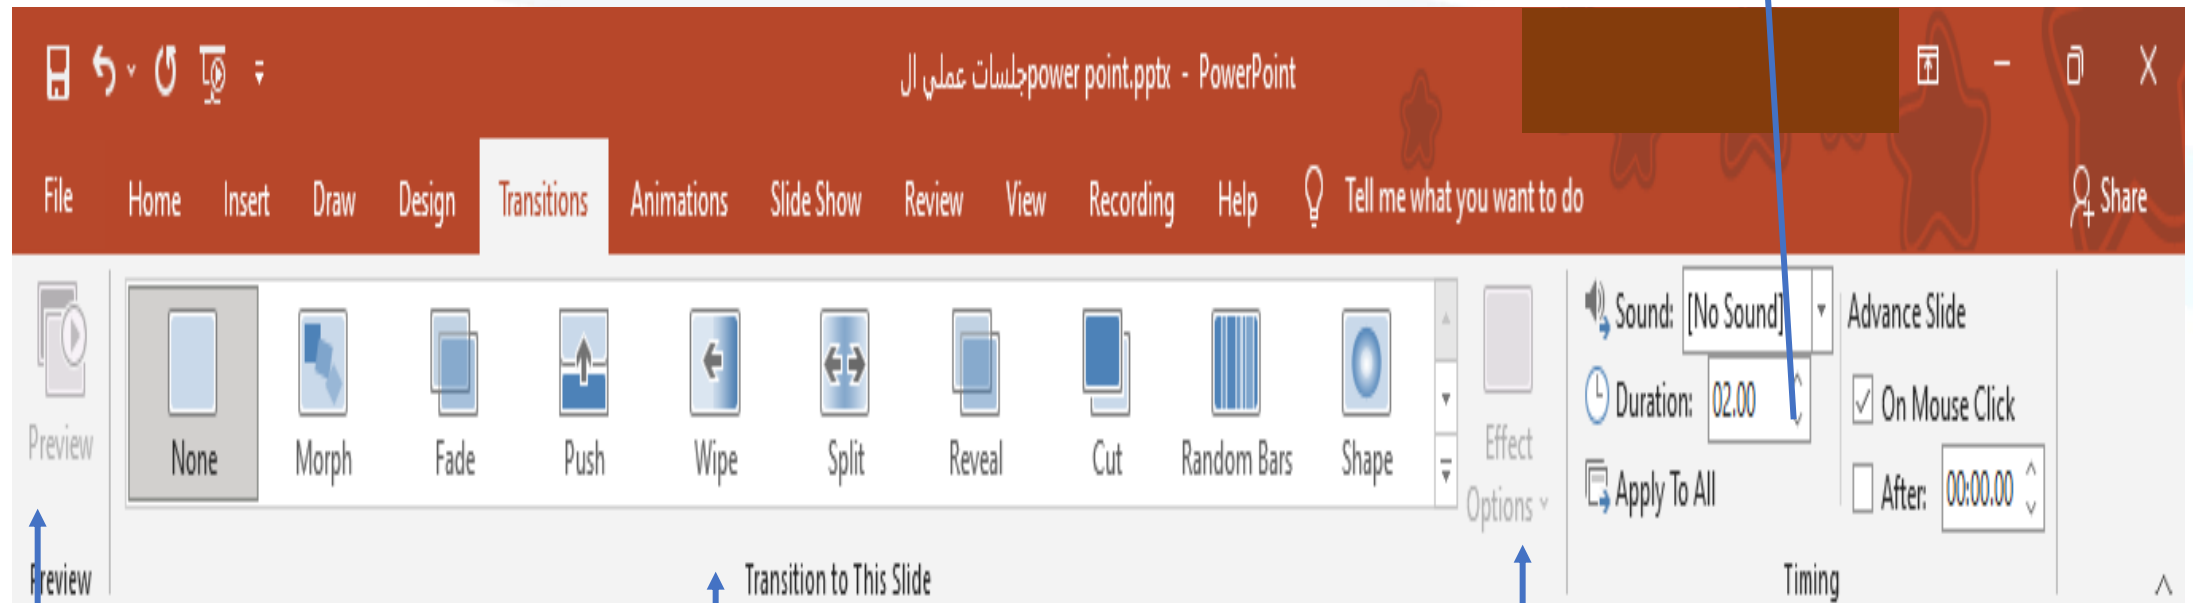 جلسات عملي الpower point.pptx - PowerPoint
File Home Insert Draw Design Transitions Animations Slide Show Review View Recording Help Tell me what you want to do Share
Sound: [No Sound] Advance Slide
Duration: 02.00 On Mouse Click
Preview None Morph Fade Push Wipe Split Reveal Cut Random Bars Shape Effect Options
Apply To All After: 00:00.00
Preview Transition to This Slide Timing